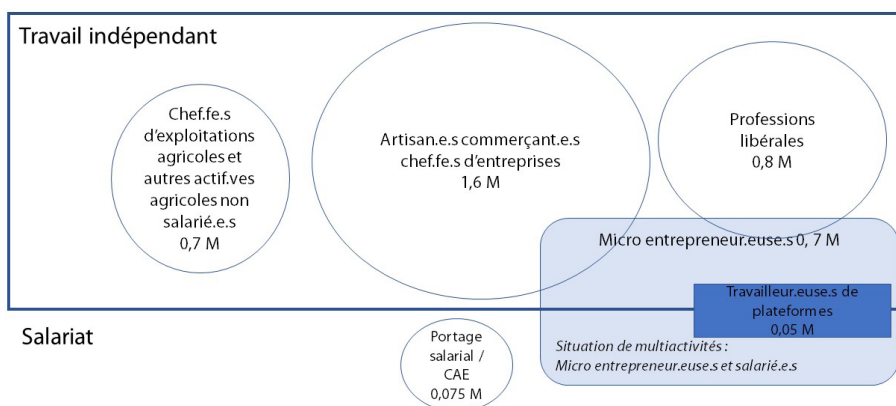 Travail indépendant
Chef.fe.s
d'exploitations
agricoles et
autres actif.ves
agricoles non
salarié.e.s
0,7 M
Artisan.e.s commerçant.e.s
chef.fe.s d'entreprises
1,6 M
Professions
libérales
0,8 M
Micro entrepreneur.euse.s 0, 7 M
Travailleur.euse.s de
plateformes
0,05 M
Salariat
Portage
salarial /
CAE
0,075 M
Situation de multiactivités :
Micro entrepreneur.euse.s et salarié.e.s